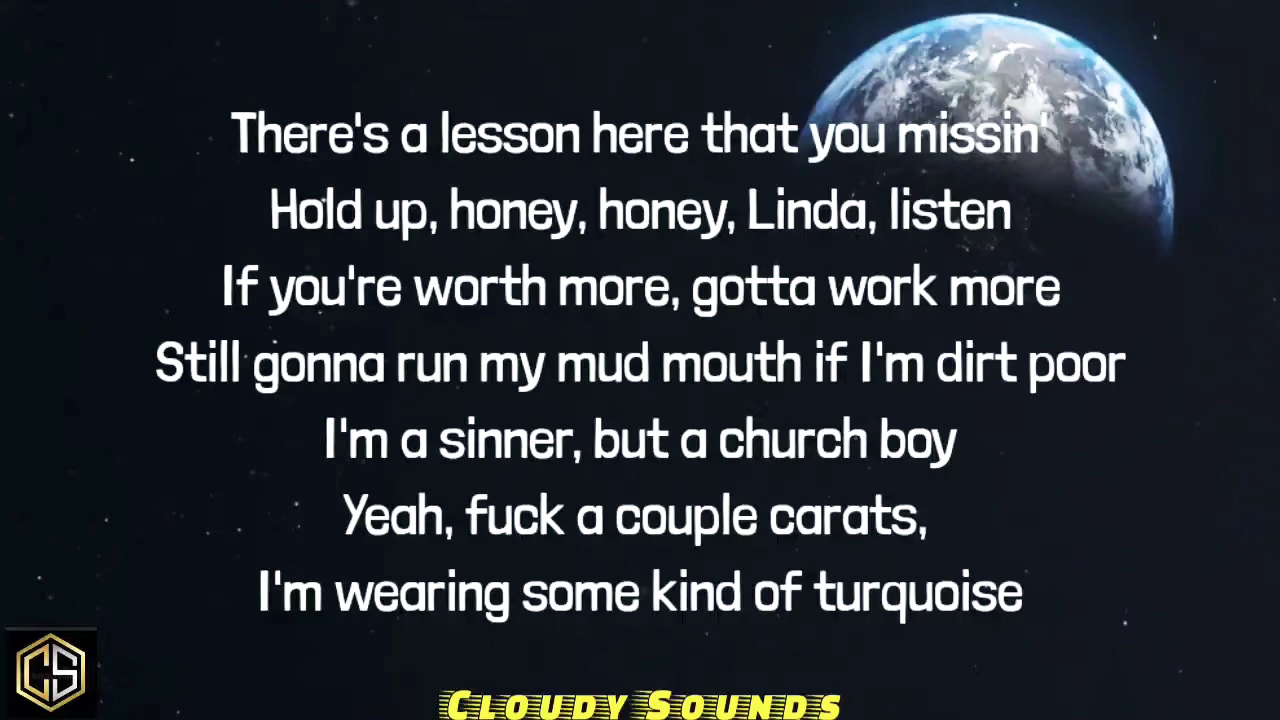 There's a lesson here that you missin'
Hold up, honey, honey, Linda, listen
If you're worth more, gotta work more
Still gonna run my mud mouth if I'm dirt poor
I'm a sinner, but a church boy
Yeah, fuck a couple carats,
I'm wearing some kind of turquoise
CS
Cloudy Sounds